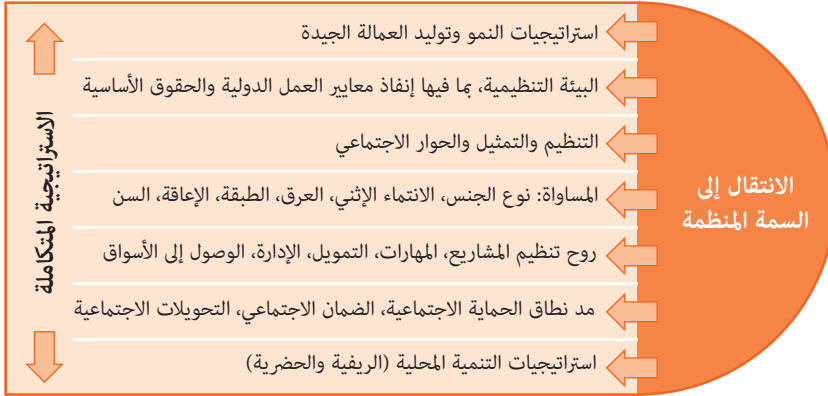 الانتقال إلى
السمة المنظمة
استراتيجيات النمو وتوليد العمالة الجيدة
البيئة التنظيمية، بما فيها إنفاذ معايير العمل الدولية والحقوق الأساسية
التنظيم والتمثيل والحوار الاجتماعي
المساواة: نوع الجنس، الانتماء الإثني، العرق، الطبقة، الإعاقة، السن
روح تنظيم المشاريع، المهارات، التمويل، الإدارة، الوصول إلى الأسواق
مد نطاق الحماية الاجتماعية، الضمان الاجتماعي، التحويلات الاجتماعية
استراتيجيات التنمية المحلية (الريفية والحضرية)
الاستراتيجية المتكاملة